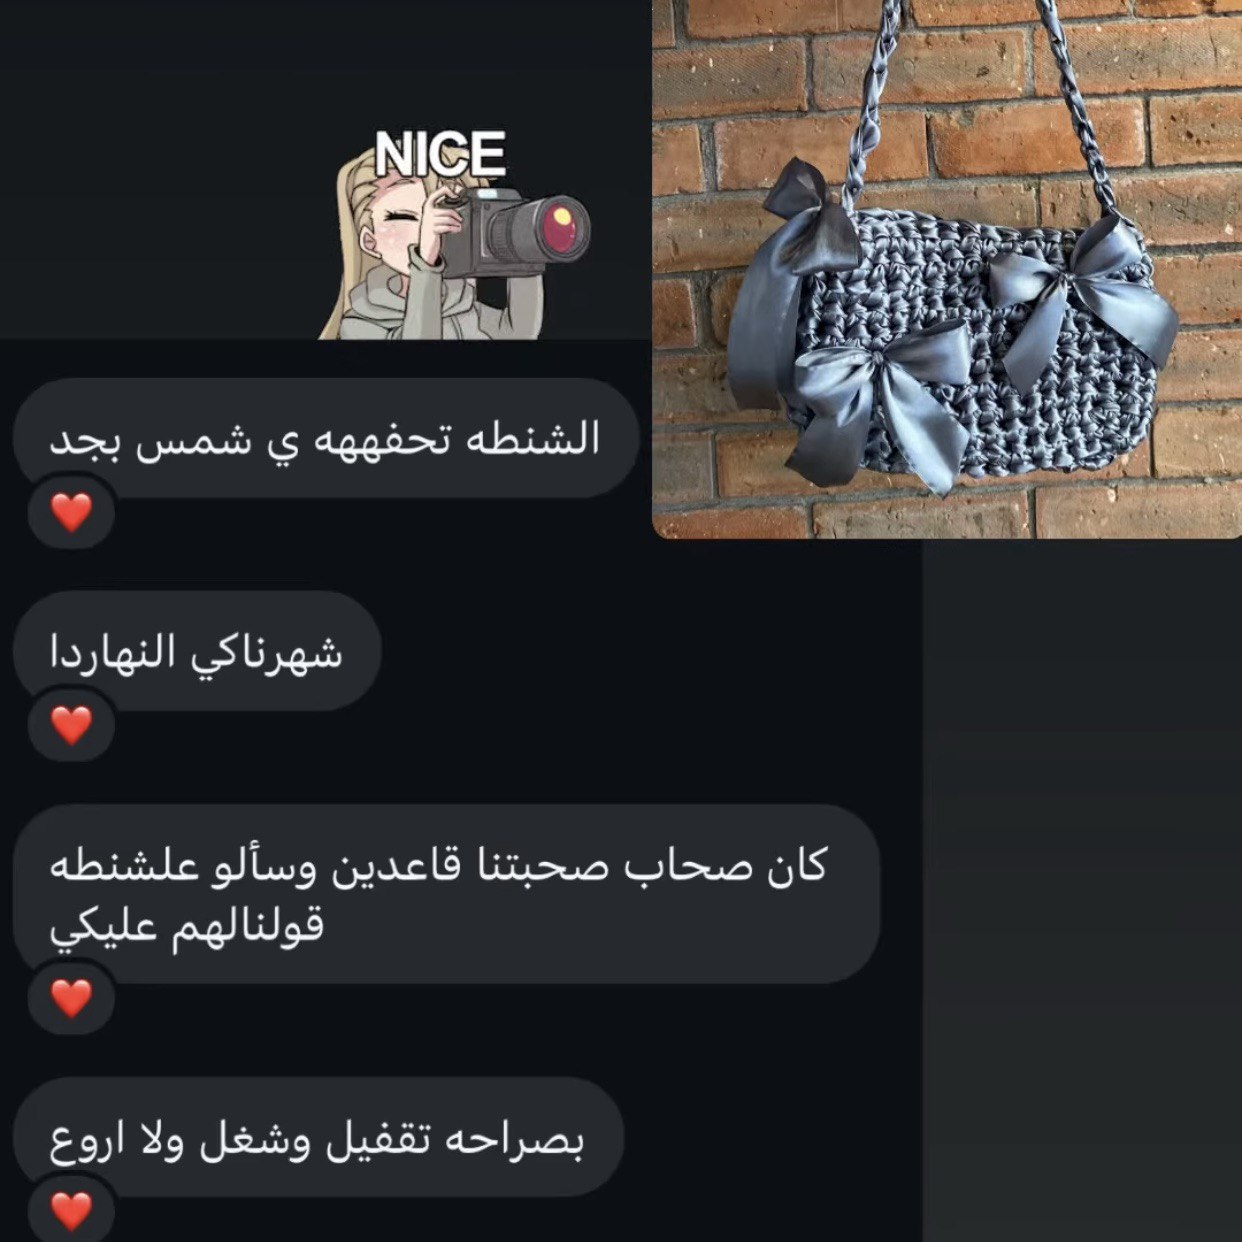 NICE
الشنطه تحفههه ي شمس بجد
شهرناكي النهاردا
كان صحاب صحبتنا قاعدين وسألو علشنطه
قولنالهم عليكي
بصراحه تقفيل وشغل ولا اروع